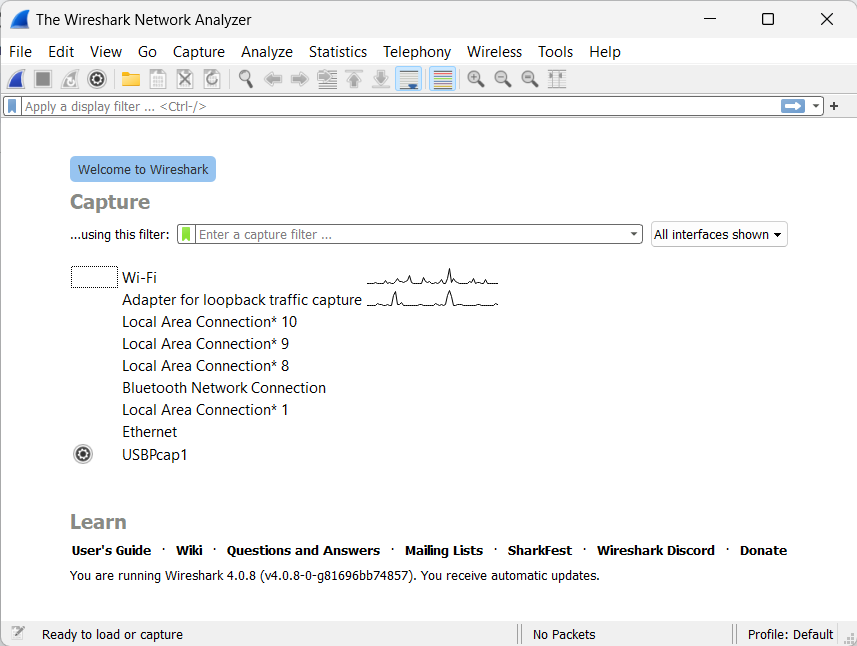 The Wireshark Network Analyzer
File Edit View Go Capture Analyze Statistics Telephony Wireless Tools Help
Apply a display filter ... <Ctrl-/>
Welcome to Wireshark
Capture
...using this filter: Enter a capture filter ... All interfaces shown
Wi-Fi
Adapter for loopback traffic capture
Local Area Connection* 10
Local Area Connection* 9
Local Area Connection* 8
Bluetooth Network Connection
Local Area Connection* 1
Ethernet
USBPcap1
Learn
User's Guide · Wiki · Questions and Answers · Mailing Lists · SharkFest · Wireshark Discord · Donate
You are running Wireshark 4.0.8 (v4.0.8-0-g81696bb74857). You receive automatic updates.
Ready to load or capture No Packets Profile: Default